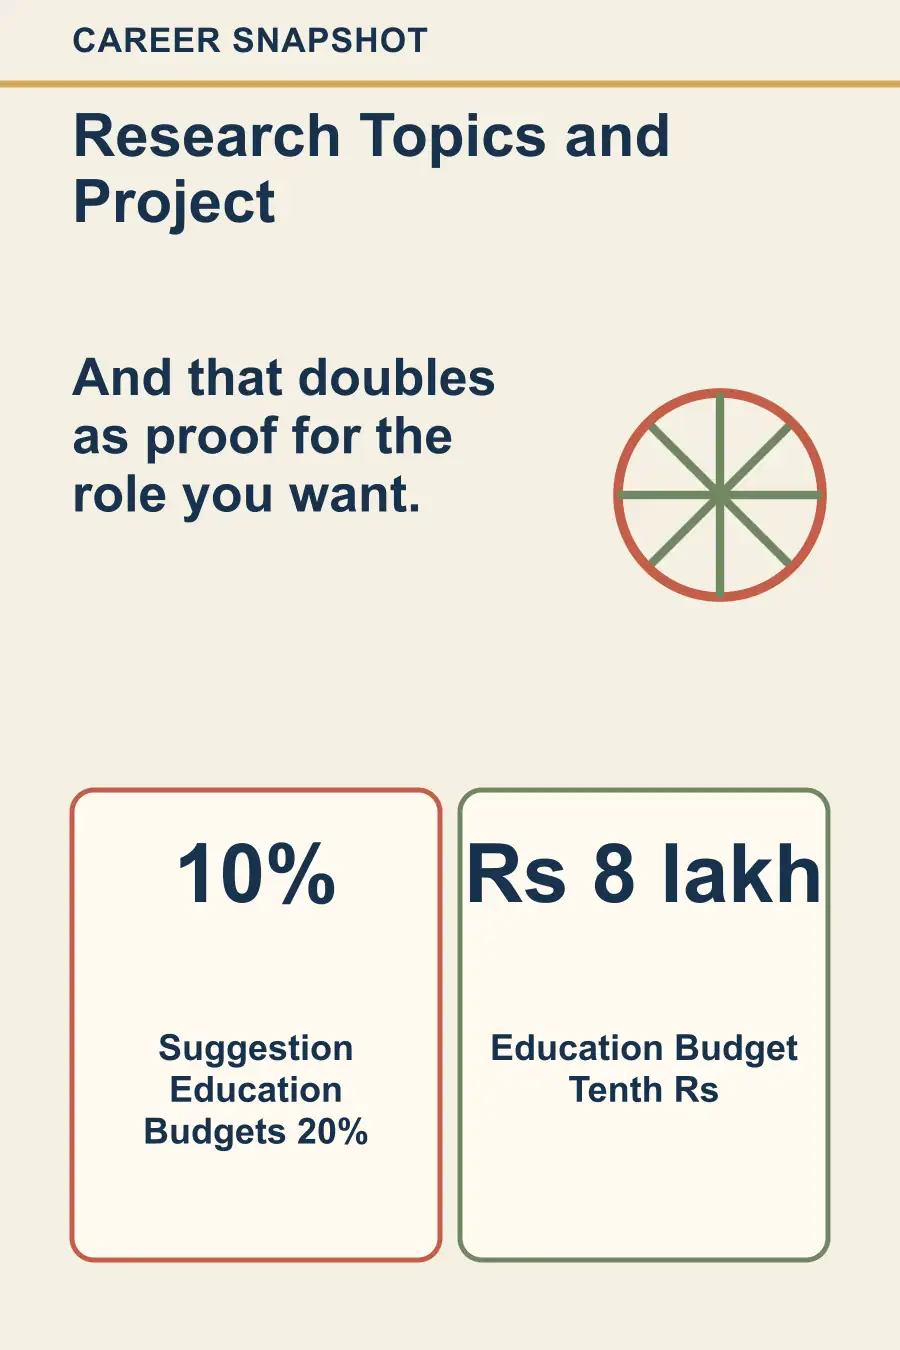 CAREER SNAPSHOT
Research Topics and
Project
And that doubles
as proof for the
role you want.
10%
Suggestion
Education
Budgets 20%
Rs 8 lakh
Education Budget
Tenth Rs